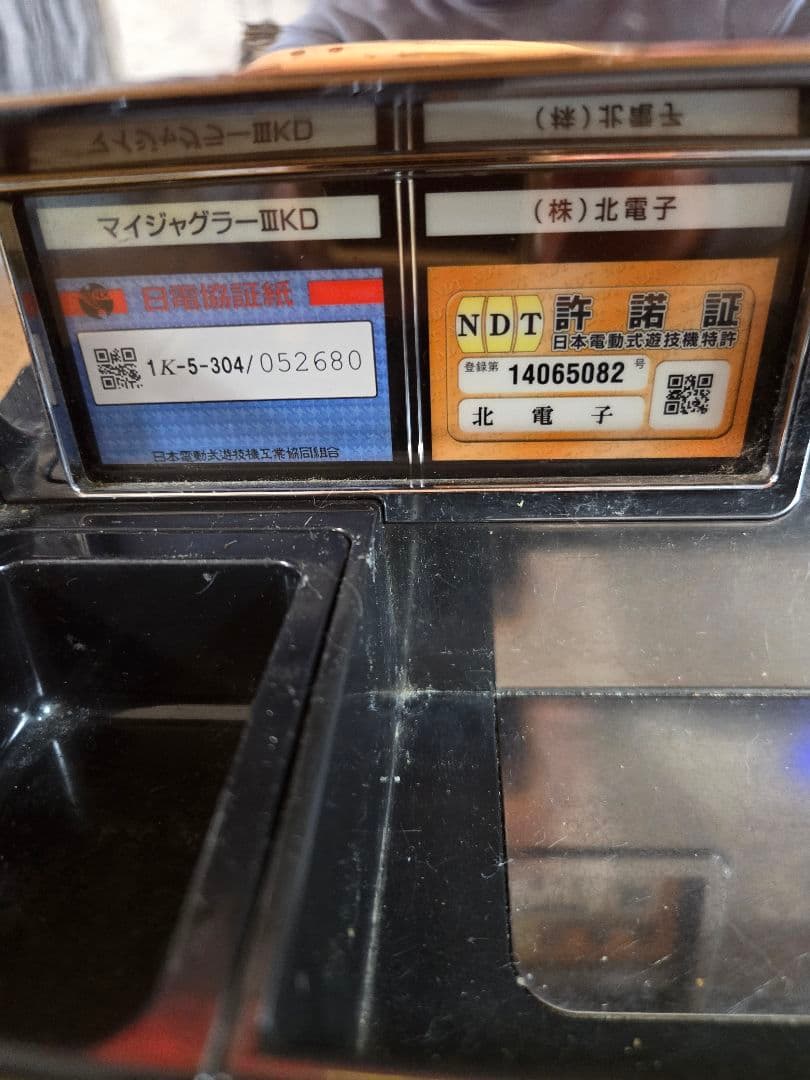 マイジャグラーⅢKD
(株)北電子
日電協証紙
1K-5-304/052680
日本電動式遊技機工業協同組合
NDT 許諾証
日本電動式遊技機特許
登録第 14065082 号
北電子